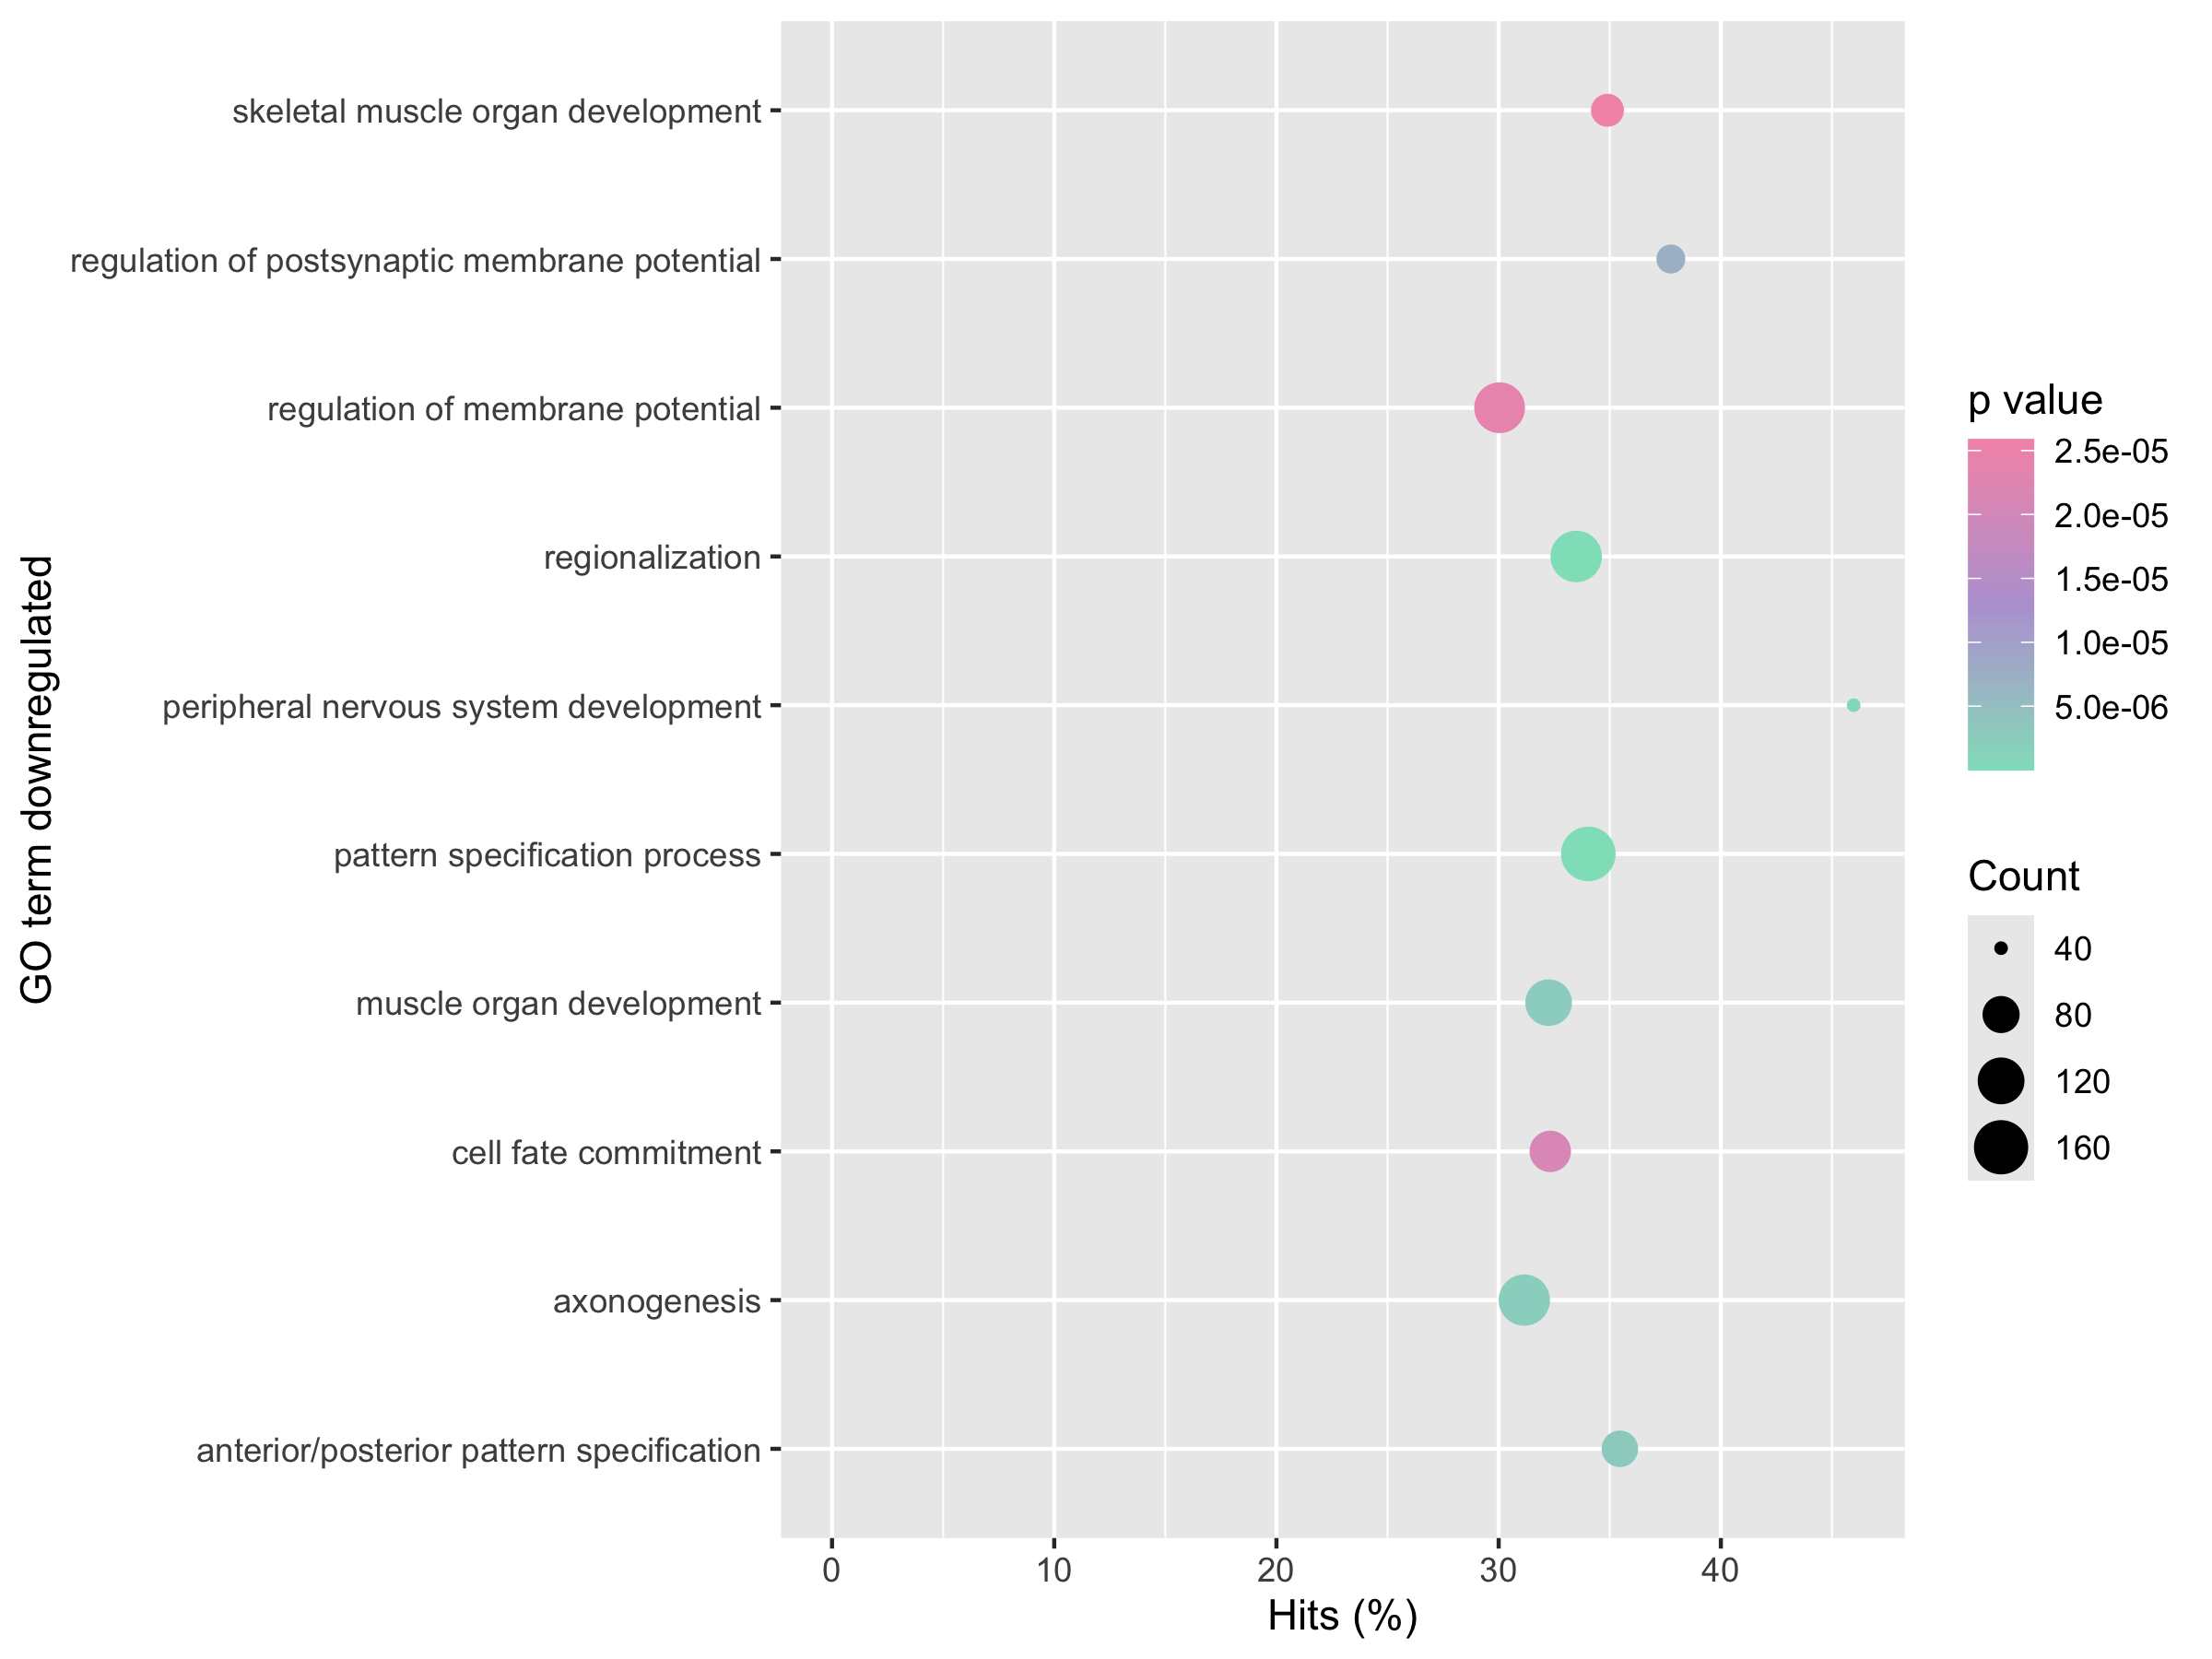 GO term downregulated
skeletal muscle organ development
regulation of postsynaptic membrane potential
regulation of membrane potential
regionalization
peripheral nervous system development
pattern specification process
muscle organ development
cell fate commitment
axonogenesis
anterior/posterior pattern specification
0 10 20 30 40
Hits (%)
p value
2.5e-05
2.0e-05
1.5e-05
1.0e-05
5.0e-06
Count
40
80
120
160